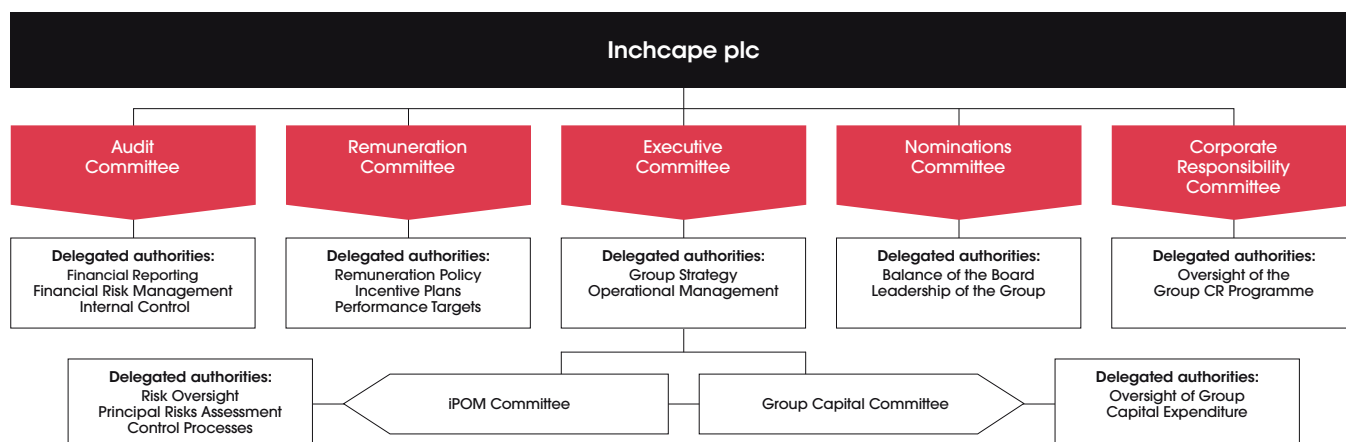 Inchcape plc
Audit
Committee
Remuneration
Committee
Executive
Committee
Nominations
Committee
Corporate
Responsibility
Committee
Delegated authorities:
Financial Reporting
Financial Risk Management
Internal Control
Delegated authorities:
Remuneration Policy
Incentive Plans
Performance Targets
Delegated authorities:
Group Strategy
Operational Management
Delegated authorities:
Balance of the Board
Leadership of the Group
Delegated authorities:
Oversight of the
Group CR Programme
Delegated authorities:
Risk Oversight
Principal Risks Assessment
Control Processes
iPOM Committee
Group Capital Committee
Delegated authorities:
Oversight of Group
Capital Expenditure